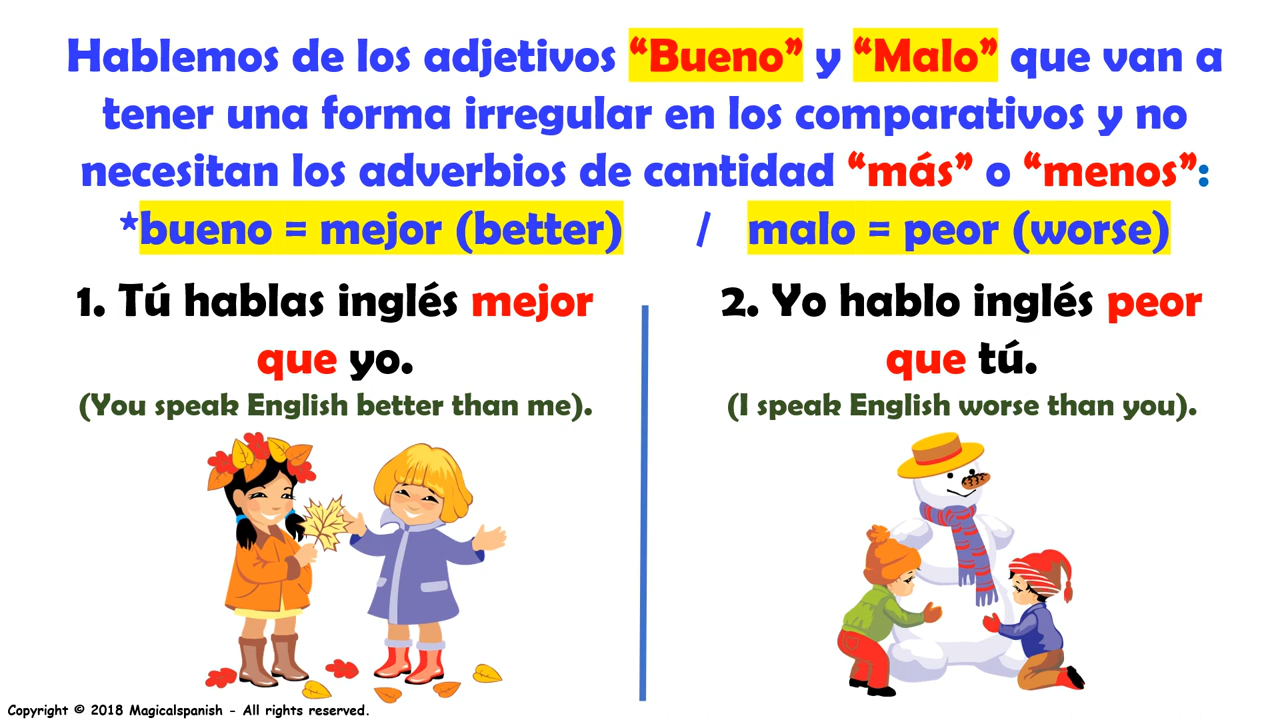 Hablemos de los adjetivos “Bueno” y “Malo” que van a
tener una forma irregular en los comparativos y no
necesitan los adverbios de cantidad “más” o “menos”:
*bueno = mejor (better) / malo = peor (worse)
1. Tú hablas inglés mejor
que yo.
(You speak English better than me).
2. Yo hablo inglés peor
que tú.
(I speak English worse than you).
Copyright © 2018 Magicalspanish - All rights reserved.